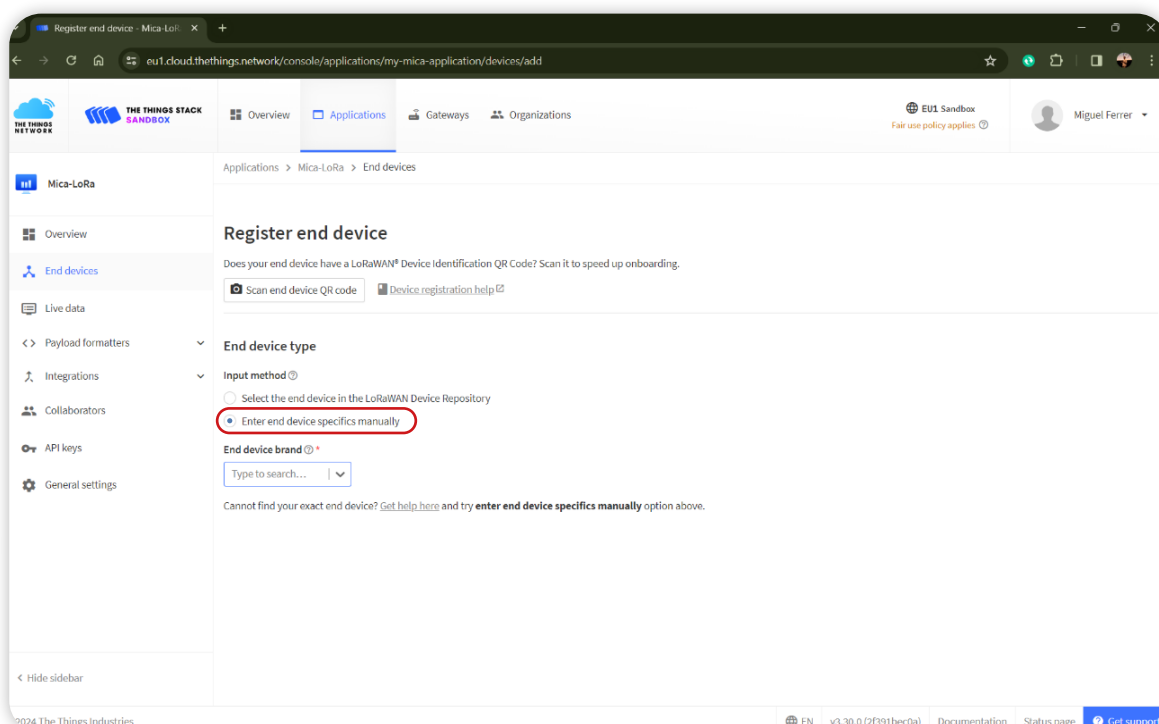 Register end device - Mica-LoR
eu1.cloud.thethings.network/console/applications/my-mica-application/devices/add
THE THINGS NETWORK
THE THINGS STACK
SANDBOX
Overview
Applications
Gateways
Organizations
EU1 Sandbox
Fair use policy applies
Miguel Ferrer
Mica-LoRa
Applications > Mica-LoRa > End devices
Overview
End devices
Live data
Payload formatters
Integrations
Collaborators
API keys
General settings
Register end device
Does your end device have a LoRaWAN® Device Identification QR Code? Scan it to speed up onboarding.
Scan end device QR code
Device registration help
End device type
Input method
Select the end device in the LoRaWAN Device Repository
Enter end device specifics manually
End device brand *
Type to search...
Cannot find your exact end device? Get help here and try enter end device specifics manually option above.
< Hide sidebar
2024 The Things Industries
EN
v3.30.0 (2f391bec0a)
Documentation
Status page
Get support